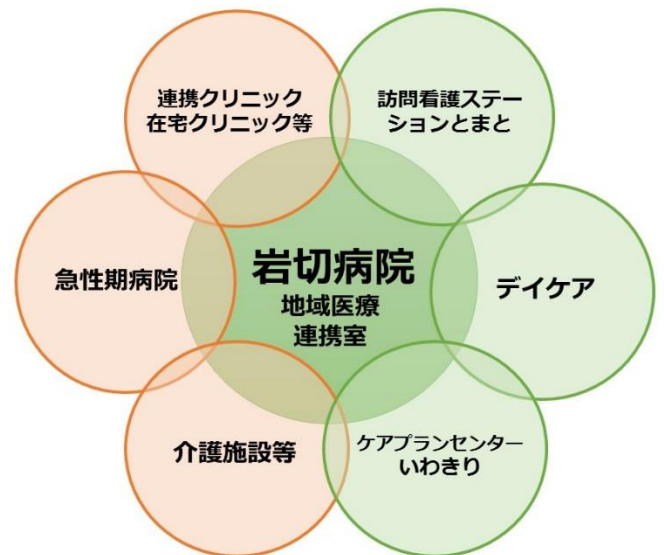 連携クリニック
在宅クリニック等
訪問看護ステー
ションとまと
急性期病院
岩切病院
地域医療
連携室
デイケア
介護施設等
ケアプランセンター
いわきり